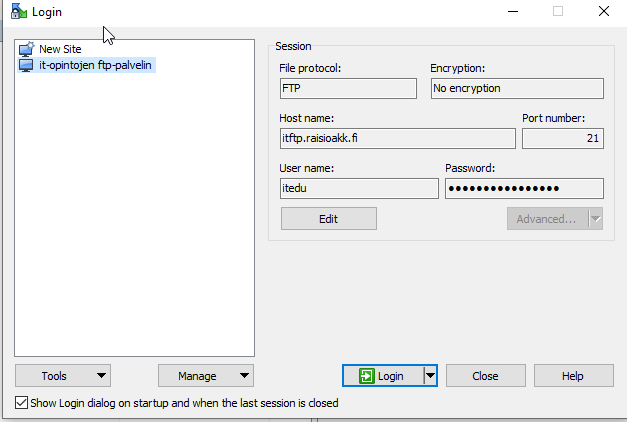 Login
New Site
it-opintojen ftp-palvelin
Session
File protocol:
Encryption:
FTP
No encryption
Host name:
Port number:
itftp.raisioakk.fi
21
User name:
Password:
itedu
••••••••••••••••
Edit
Advanced...
Tools
Manage
Login
Close
Help
Show Login dialog on startup and when the last session is closed